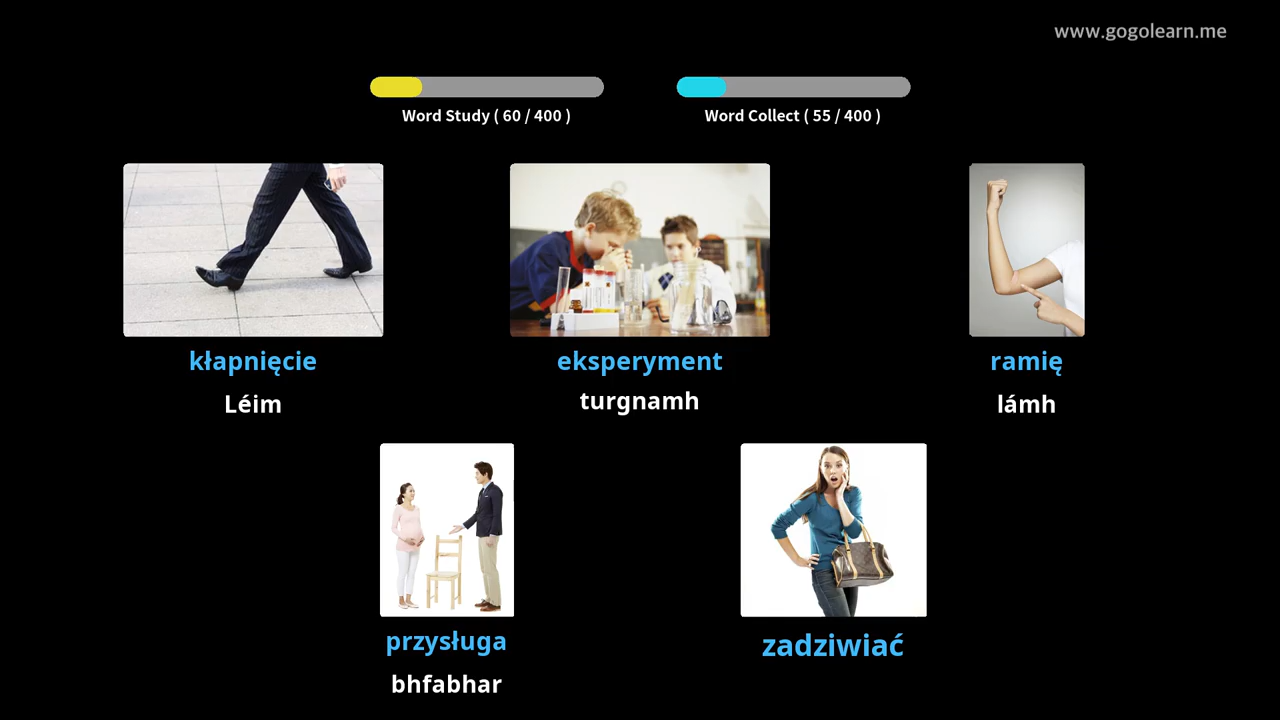 www.gogolearn.me
Word Study ( 60 / 400 )
Word Collect ( 55 / 400 )
kłapnięcie
Léim
eksperyment
turgnamh
ramię
lámh
przysługa
bhfabhar
zadziwiać